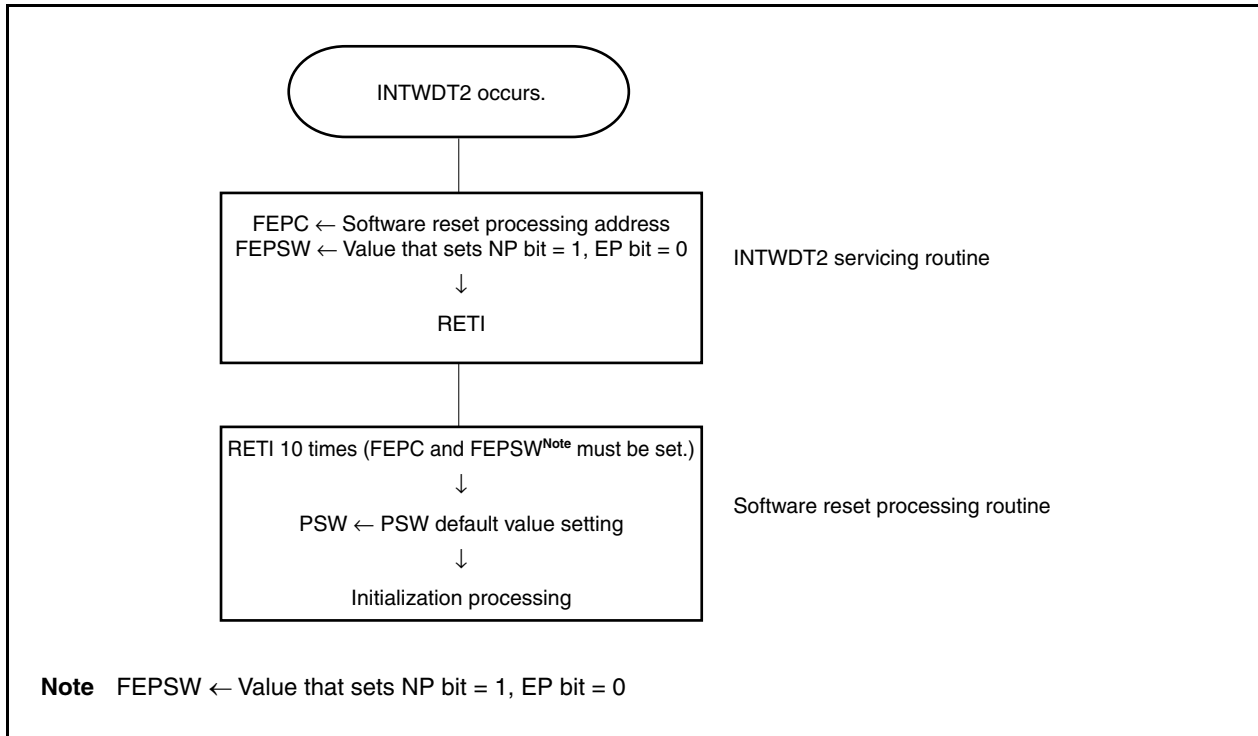 INTWDT2 occurs.
FEPC ← Software reset processing address
FEPSW ← Value that sets NP bit = 1, EP bit = 0
↓
RETI
INTWDT2 servicing routine
RETI 10 times (FEPC and FEPSWNote must be set.)
↓
PSW ← PSW default value setting
↓
Initialization processing
Software reset processing routine
Note FEPSW ← Value that sets NP bit = 1, EP bit = 0